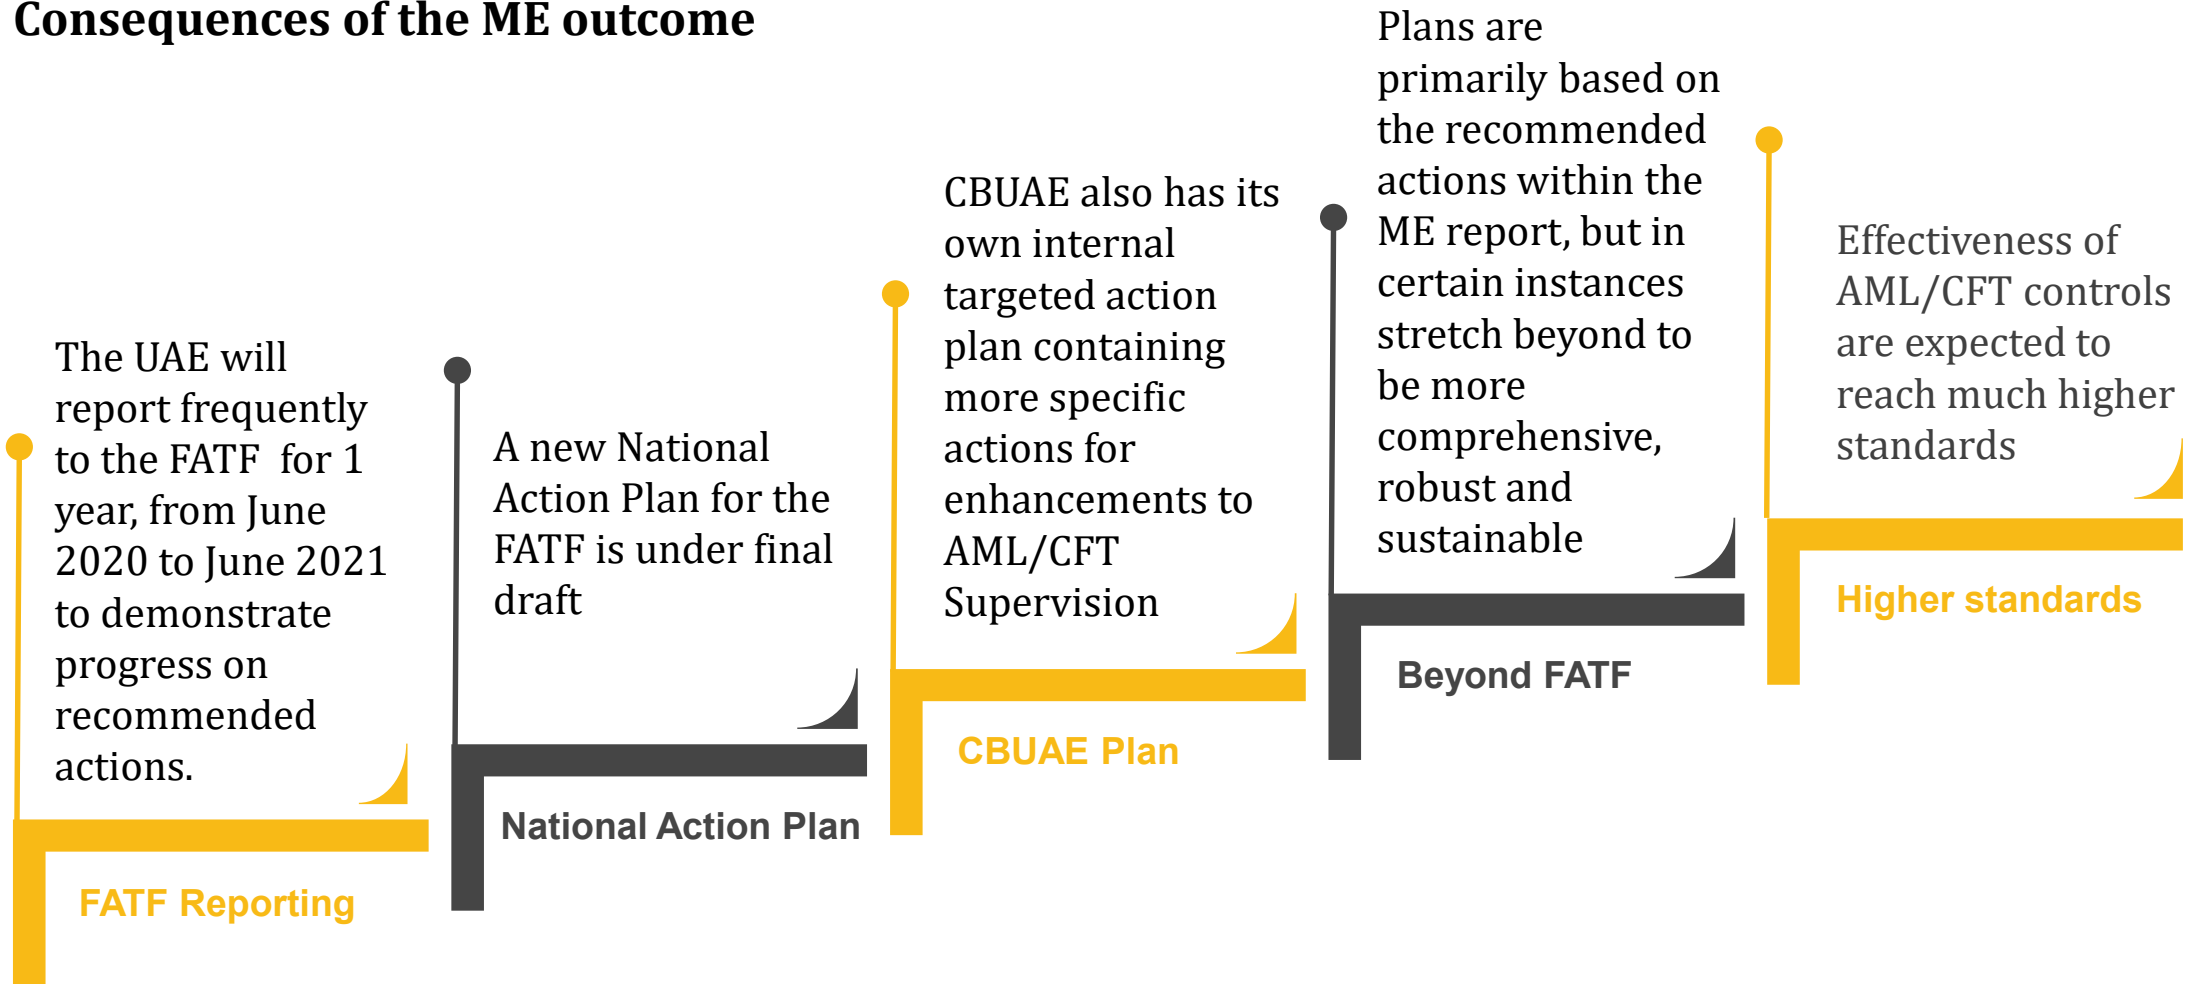 Consequences of the ME outcome
The UAE will
report frequently
to the FATF  for 1
year, from June
2020 to June 2021
to demonstrate
progress on
recommended
actions.
FATF Reporting
A new National
Action Plan for the
FATF is under final
draft
National Action Plan
CBUAE also has its
own internal
targeted action
plan containing
more specific
actions for
enhancements to
AML/CFT
Supervision
CBUAE Plan
Plans are
primarily based on
the recommended
actions within the
ME report, but in
certain instances
stretch beyond to
be more
comprehensive,
robust and
sustainable
Beyond FATF
Effectiveness of
AML/CFT controls
are expected to
reach much higher
standards
Higher standards